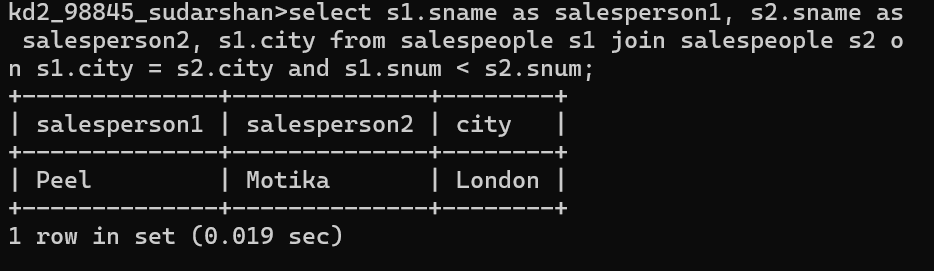 kd2_98845_sudarshan>select s1.sname as salesperson1, s2.sname as
 salesperson2, s1.city from salespeople s1 join salespeople s2 o
n s1.city = s2.city and s1.snum < s2.snum;
+--------------+--------------+--------+
| salesperson1 | salesperson2 | city   |
+--------------+--------------+--------+
| Peel         | Motika       | London |
+--------------+--------------+--------+
1 row in set (0.019 sec)